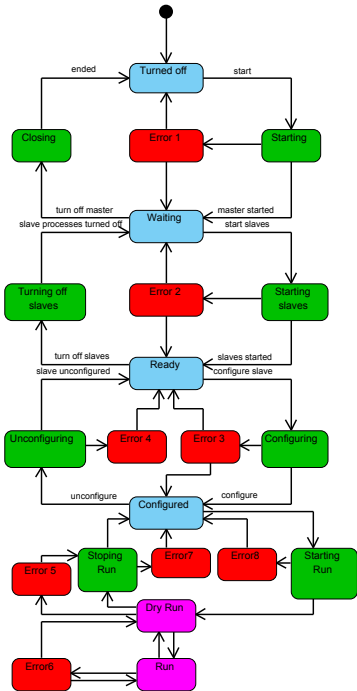 ended
Turned off
start
Closing
Error 1
Starting
turn off master
master started
Waiting
slave processes turned off
start slaves
Turning off
slaves
Error 2
Starting
slaves
turn off slaves
slaves started
Ready
slave unconfigured
configure slave
Unconfiguring
Error 4
Error 3
Configuring
unconfigure
configure
Configured
Error 5
Stoping
Run
Error7
Error8
Starting
Run
Dry Run
Error6
Run